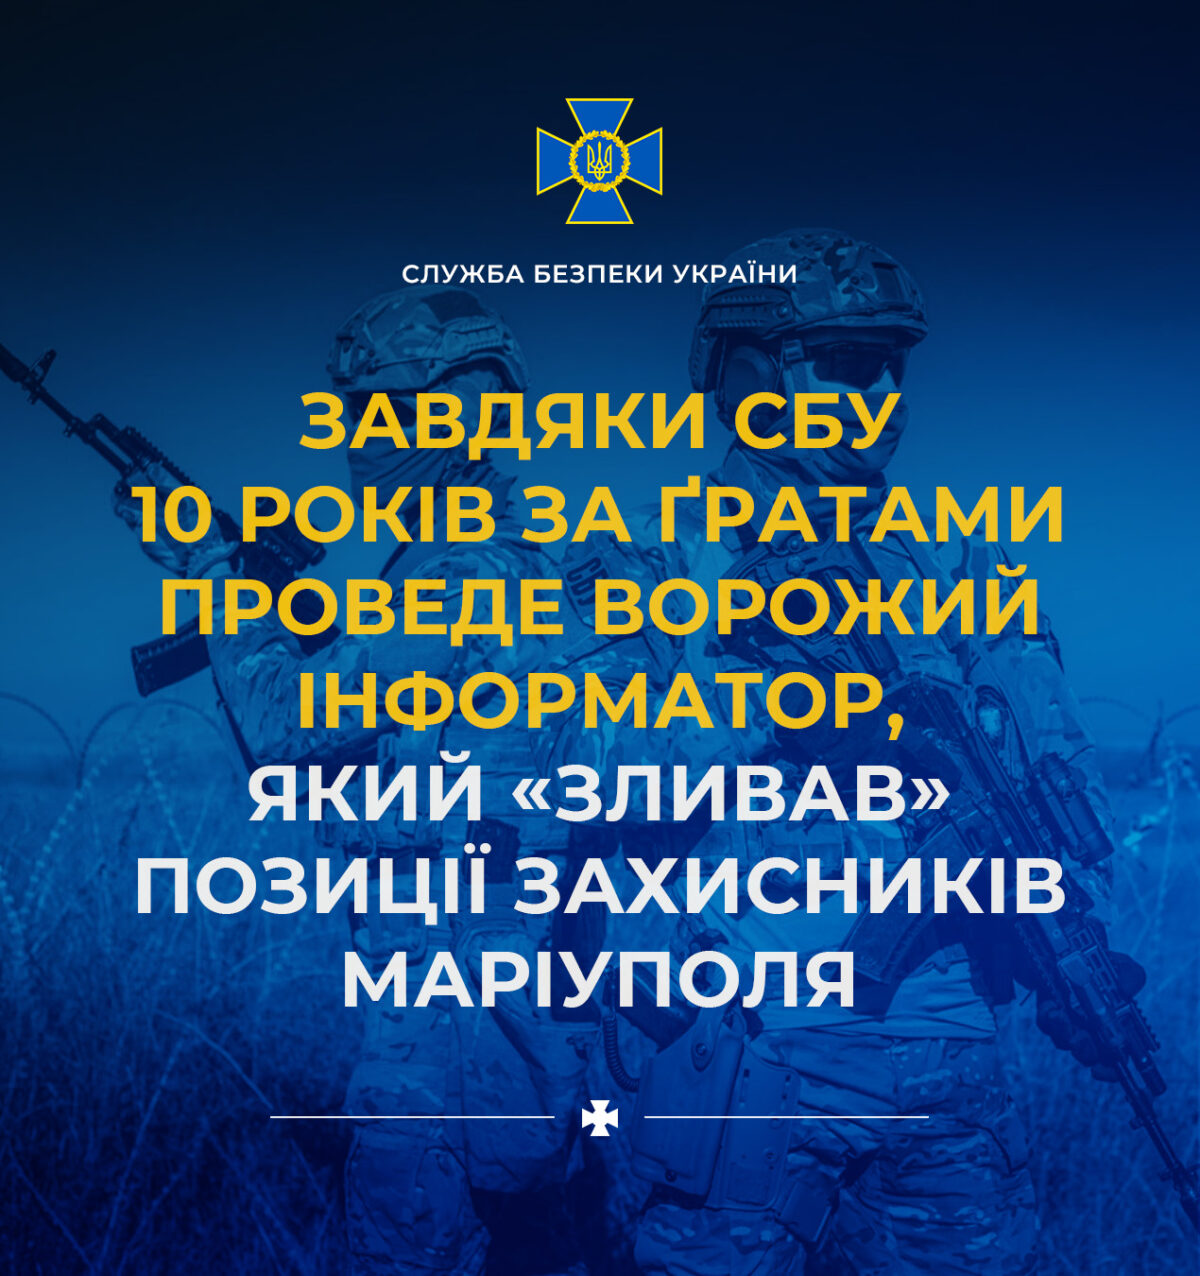 СЛУЖБА БЕЗПЕКИ УКРАЇНИ
ЗАВДЯКИ СБУ
10 РОКІВ ЗА ҐРАТАМИ
ПРОВЕДЕ ВОРОЖИЙ
ІНФОРМАТОР,
ЯКИЙ «ЗЛИВАВ»
ПОЗИЦІЇ ЗАХИСНИКІВ
МАРІУПОЛЯ